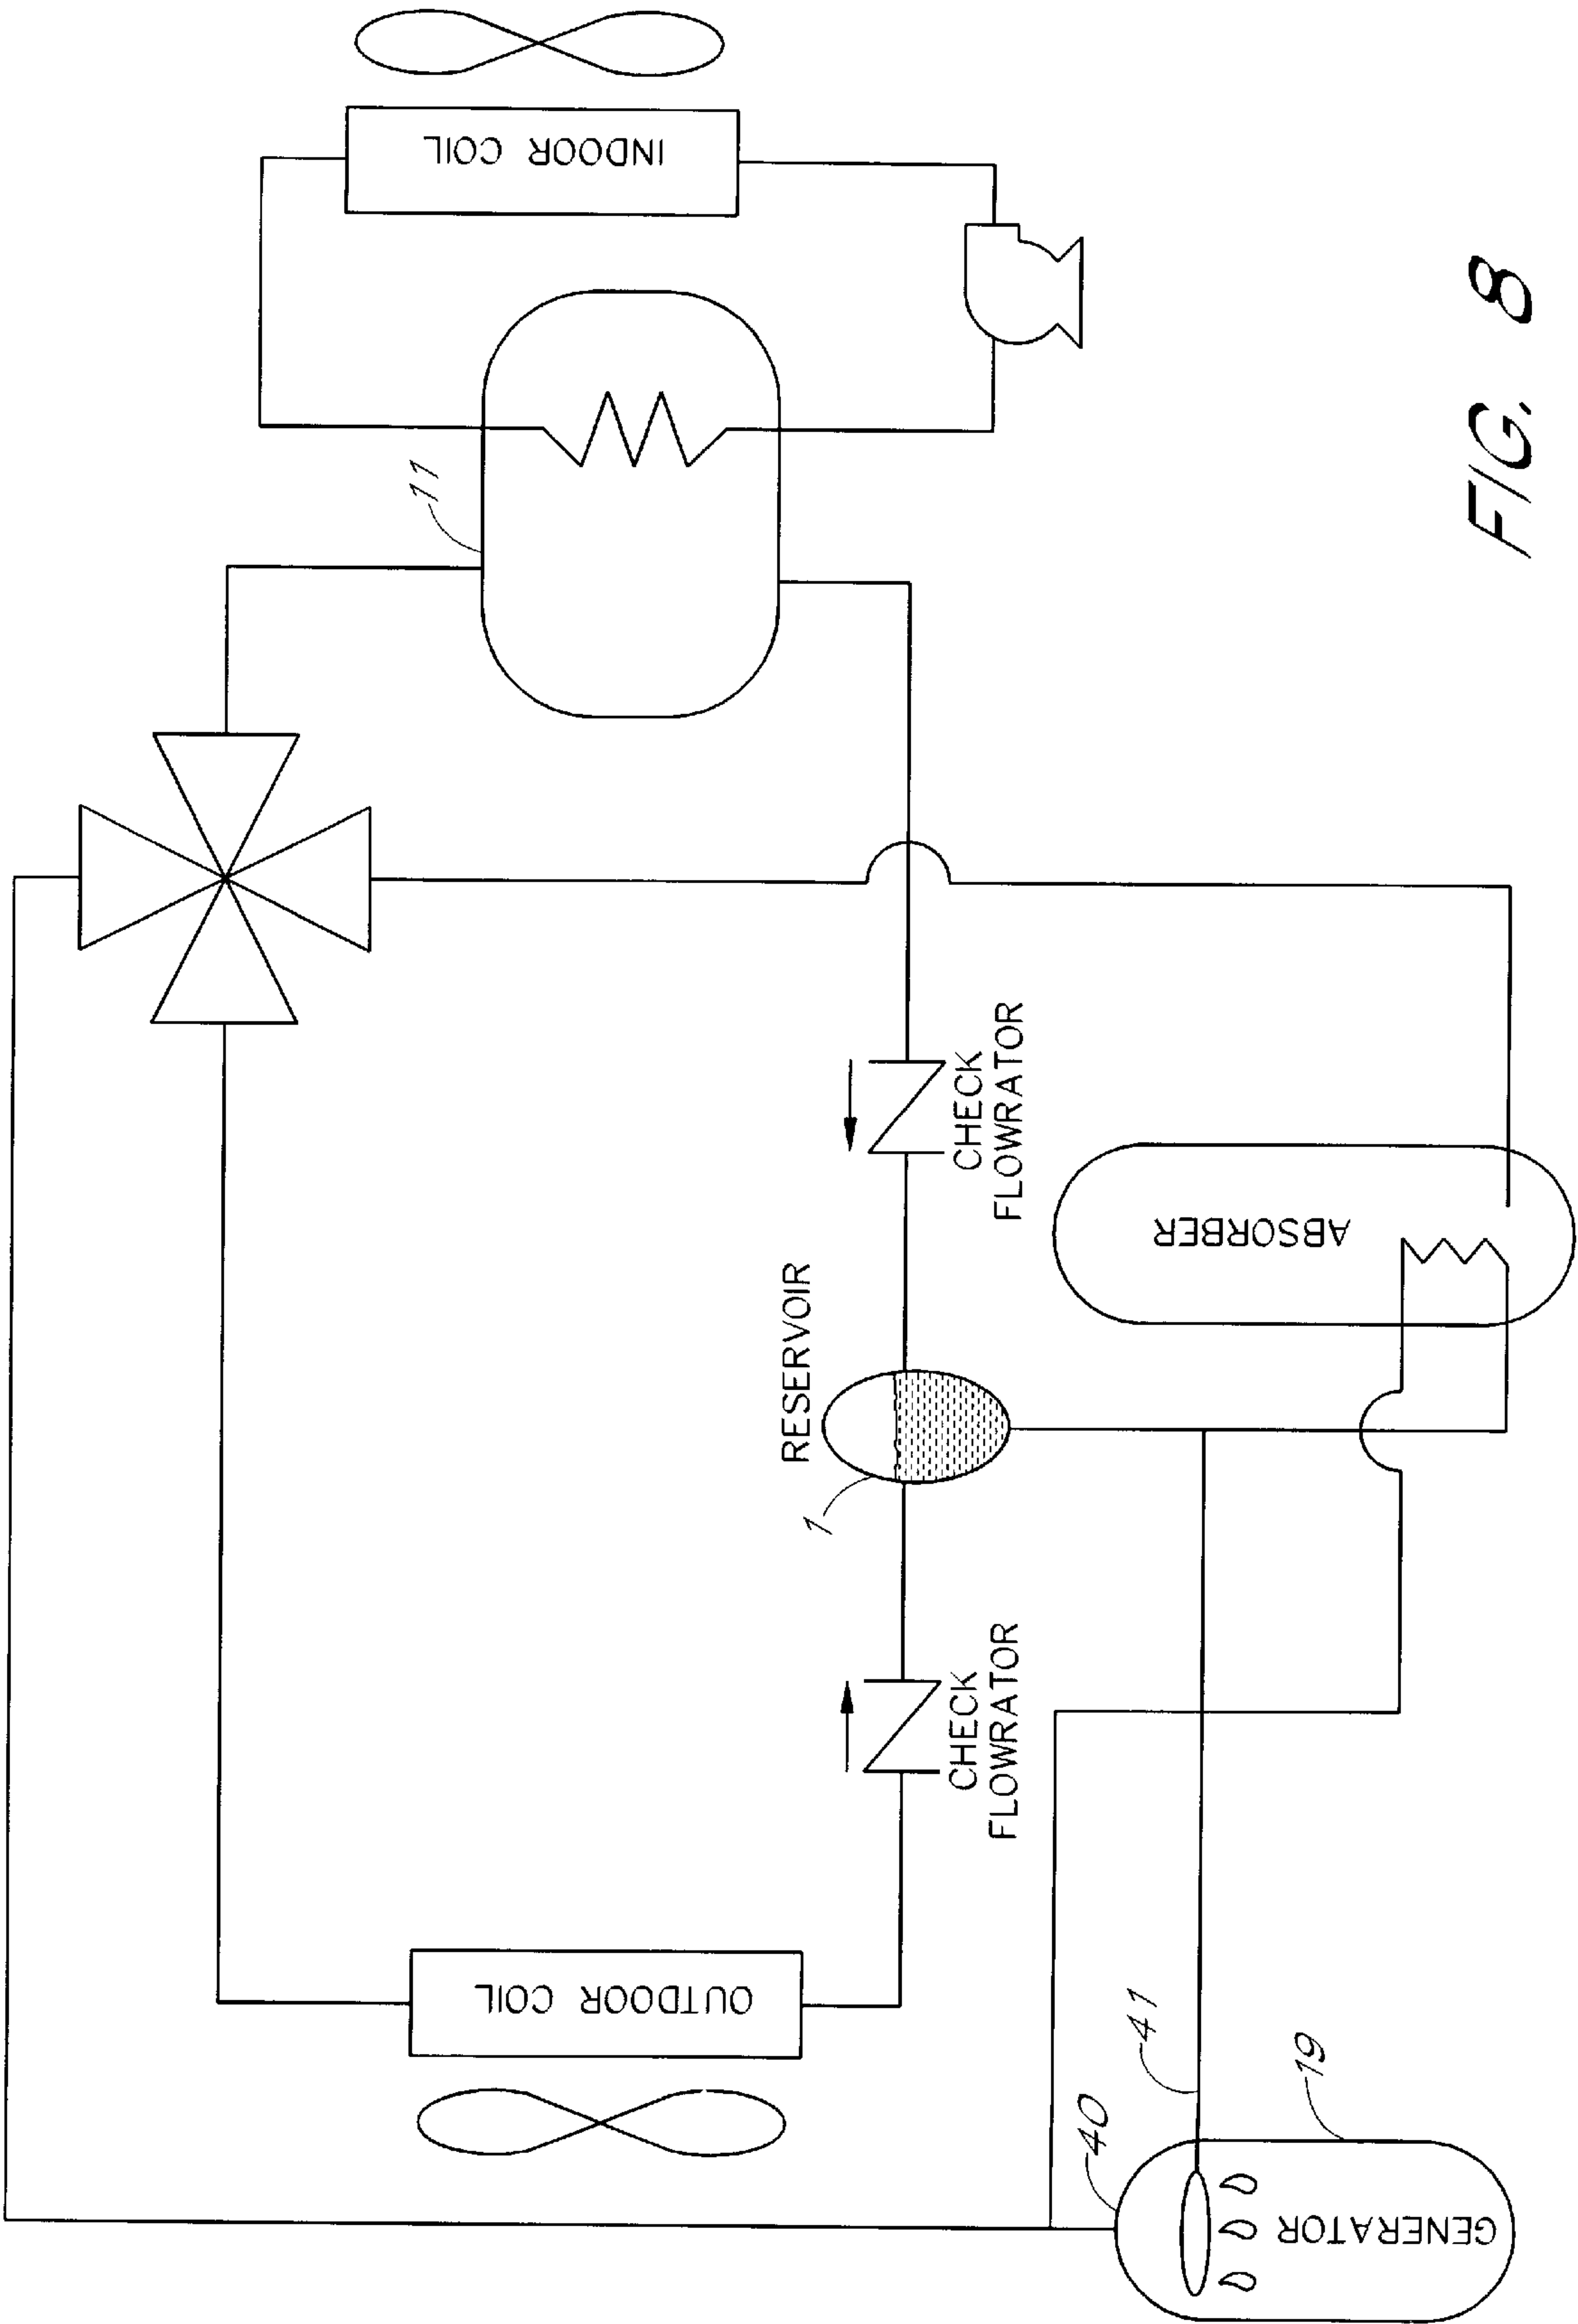 INDOOR COIL
11
CHECK
FLOWRATOR
ABSORBER
RESERVOIR
1
CHECK
FLOWRATOR
OUTDOOR COIL
41
40
19
GENERATOR
FIG. 8